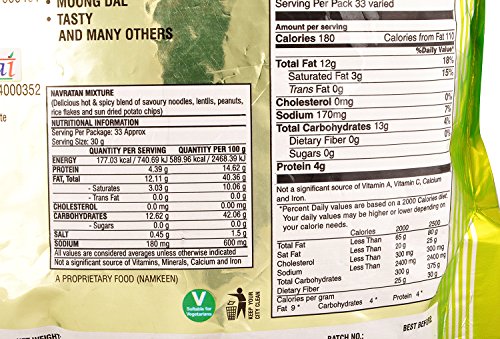 MOONG DAL
• TASTY
AND MANY OTHERS
4000352
NAVRATAN MIXTURE
(Delicious hot & spicy blend of savoury noodles, lentils, peanuts,
rice flakes and sun dried potato chips)
NUTRITIONAL INFORMATION
Serving Per Package: 33 Approx
Serving Size: 30 g
QUANTITY PER SERVING QUANTITY PER 100 g
ENERGY 177.03 kcal / 740.69 kJ 589.96 kcal / 2468.39 kJ
PROTEIN 4.39 g 14.62 g
FAT, TOTAL 12.11 g 40.36 g
- Saturates 3.03 g 10.06 g
- Trans Fat 0.0 g 0.0 g
CHOLESTEROL 0.0 mg 0.00 mg
CARBOHYDRATES 12.62 g 42.06 g
- Sugars 0.0 g 0.0 g
SALT 0.45 g 1.5 g
SODIUM 180 mg 600 mg
All values are considered averages unless otherwise indicated
Not a significant source of Vitamins, Minerals, Calcium and Iron
A PROPRIETARY FOOD (NAMKEEN)
V
Suitable for
Vegetarians
KEEP YOUR
CITY CLEAN
Serving Per Pack 33 varied
Amount per serving
Calories 180 Calories from Fat 110
%Daily Value*
Total Fat 12g 18%
Saturated Fat 3g 15%
Trans Fat 0g
Cholesterol 0mg 0%
Sodium 170mg 7%
Total Carbohydrates 13g 4%
Dietary Fiber 0g 0%
Sugars 0g
Protein 4g
Not a significant source of Vitamin A, Vitamin C, Calcium
and Iron.
*Percent Daily Values are based on a 2000 Calories diet.
Your daily values may be higher or lower depending on
your calorie needs.
Calories 2000 2500
Total Fat Less Than 65 g 80 g
Sat Fat Less Than 20 g 25 g
Cholesterol Less Than 300 mg 300 mg
Sodium Less Than 2400 mg 2400 mg
Total Carbohydrates 300 g 375 g
Dietary Fiber 25 g 30 g
Calories per gram
Fat 9 * Carbohydrates 4 * Protein 4 *
BATCH NO.: